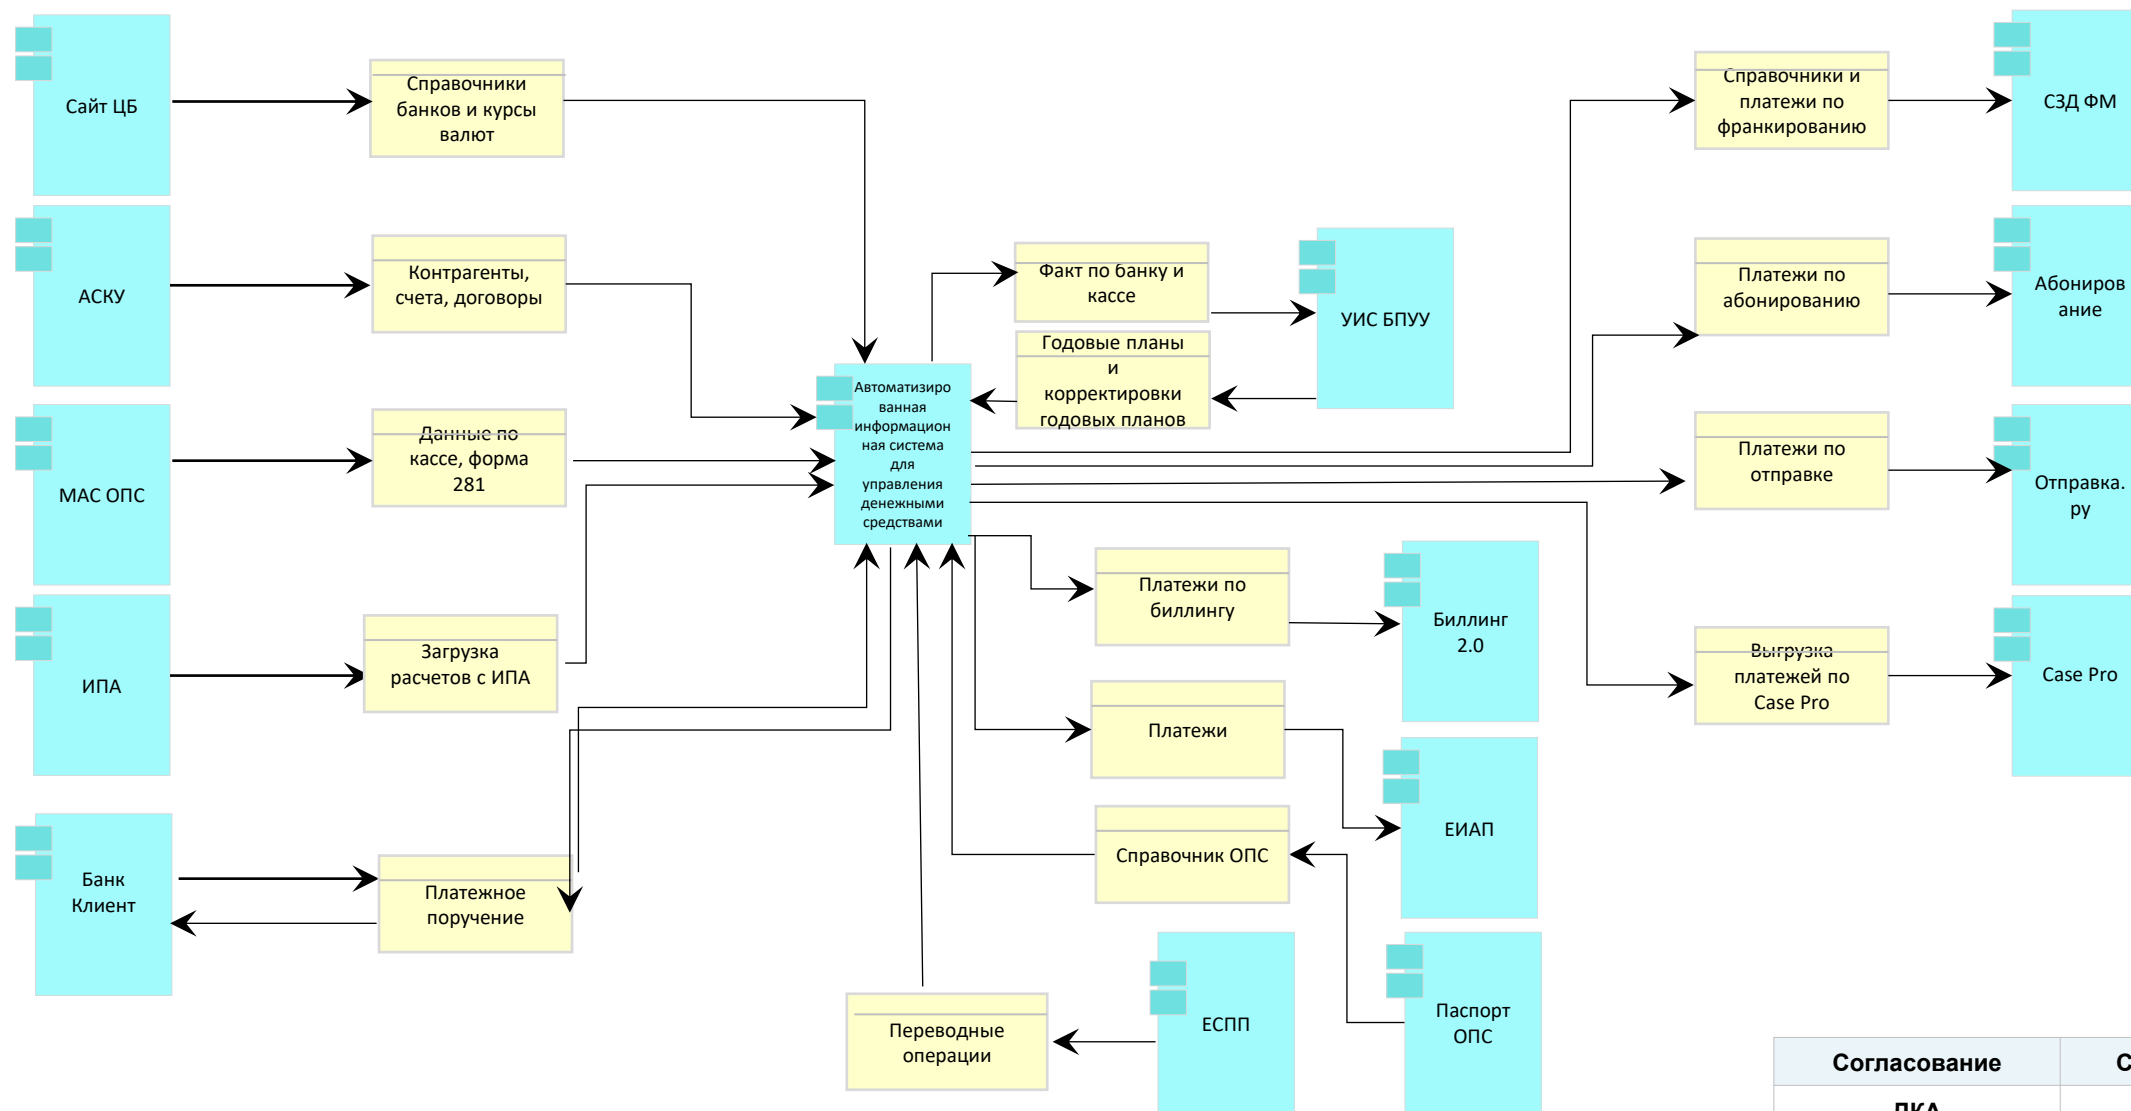 Сайт ЦБ
Справочники
банков и курсы
валют
Справочники и
платежи по
франкированию
СЗД ФМ
АСКУ
Контрагенты,
счета, договоры
Факт по банку и
кассе
УИС БПУУ
Годовые планы
и
корректировки
годовых планов
Платежи по
абонированию
Абониров
ание
МАС ОПС
Данные по
кассе, форма
281
Автоматизиро
ванная
информацион
ная система
для
управления
денежными
средствами
Платежи по
отправке
Отправка.
ру
ИПА
Загрузка
расчетов с ИПА
Платежи по
биллингу
Биллинг
2.0
Выгрузка
платежей по
Case Pro
Case Pro
Платежи
ЕИАП
Банк
Клиент
Платежное
поручение
Справочник ОПС
Переводные
операции
ЕСПП
Паспорт
ОПС
Согласование
С